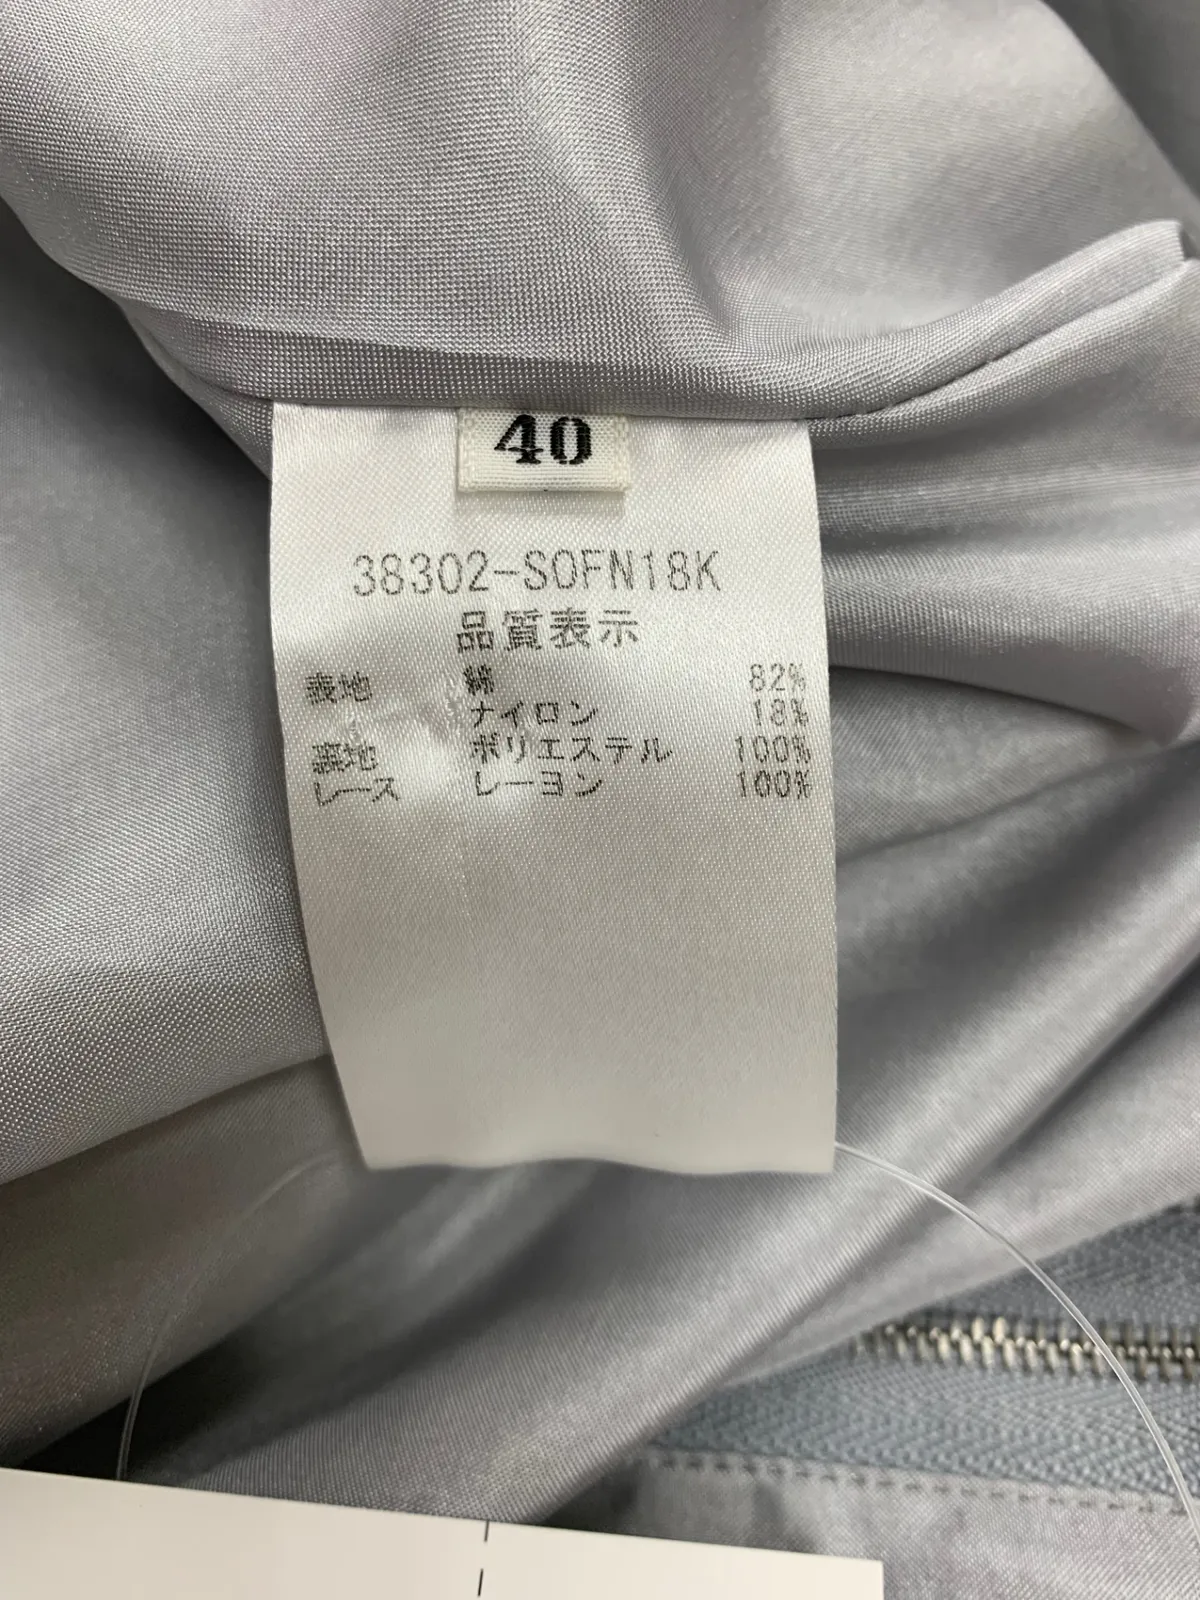 40
38302-SOFN18K
品質表示
表地 綿 82%
ナイロン 18%
裏地 ポリエステル 100%
レース レーヨン 100%